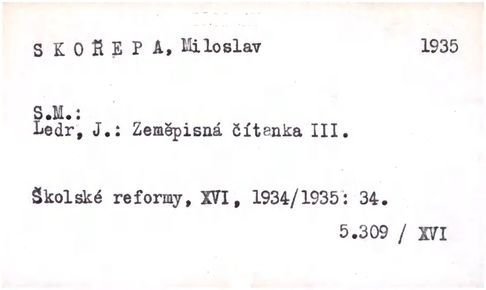 S K O Ř E P A, Miloslav 1935
S.M.:
Ledr, J.: Zeměpisná čítanka III.
Školské reformy, XVI, 1934/1935: 34.
5.309 / XVI